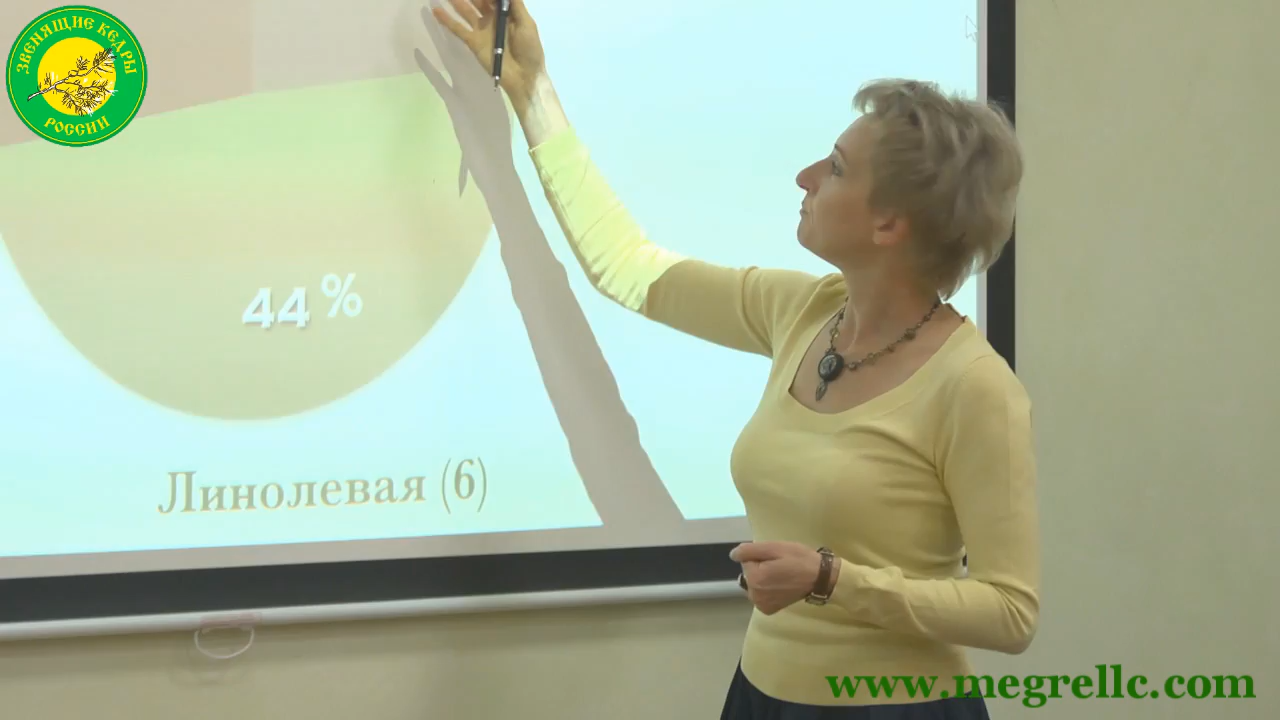 ЗВЕНЯЩИЕ КЕДРЫ
РОССИИ
44%
Линолевая (6)
www.megrellc.com